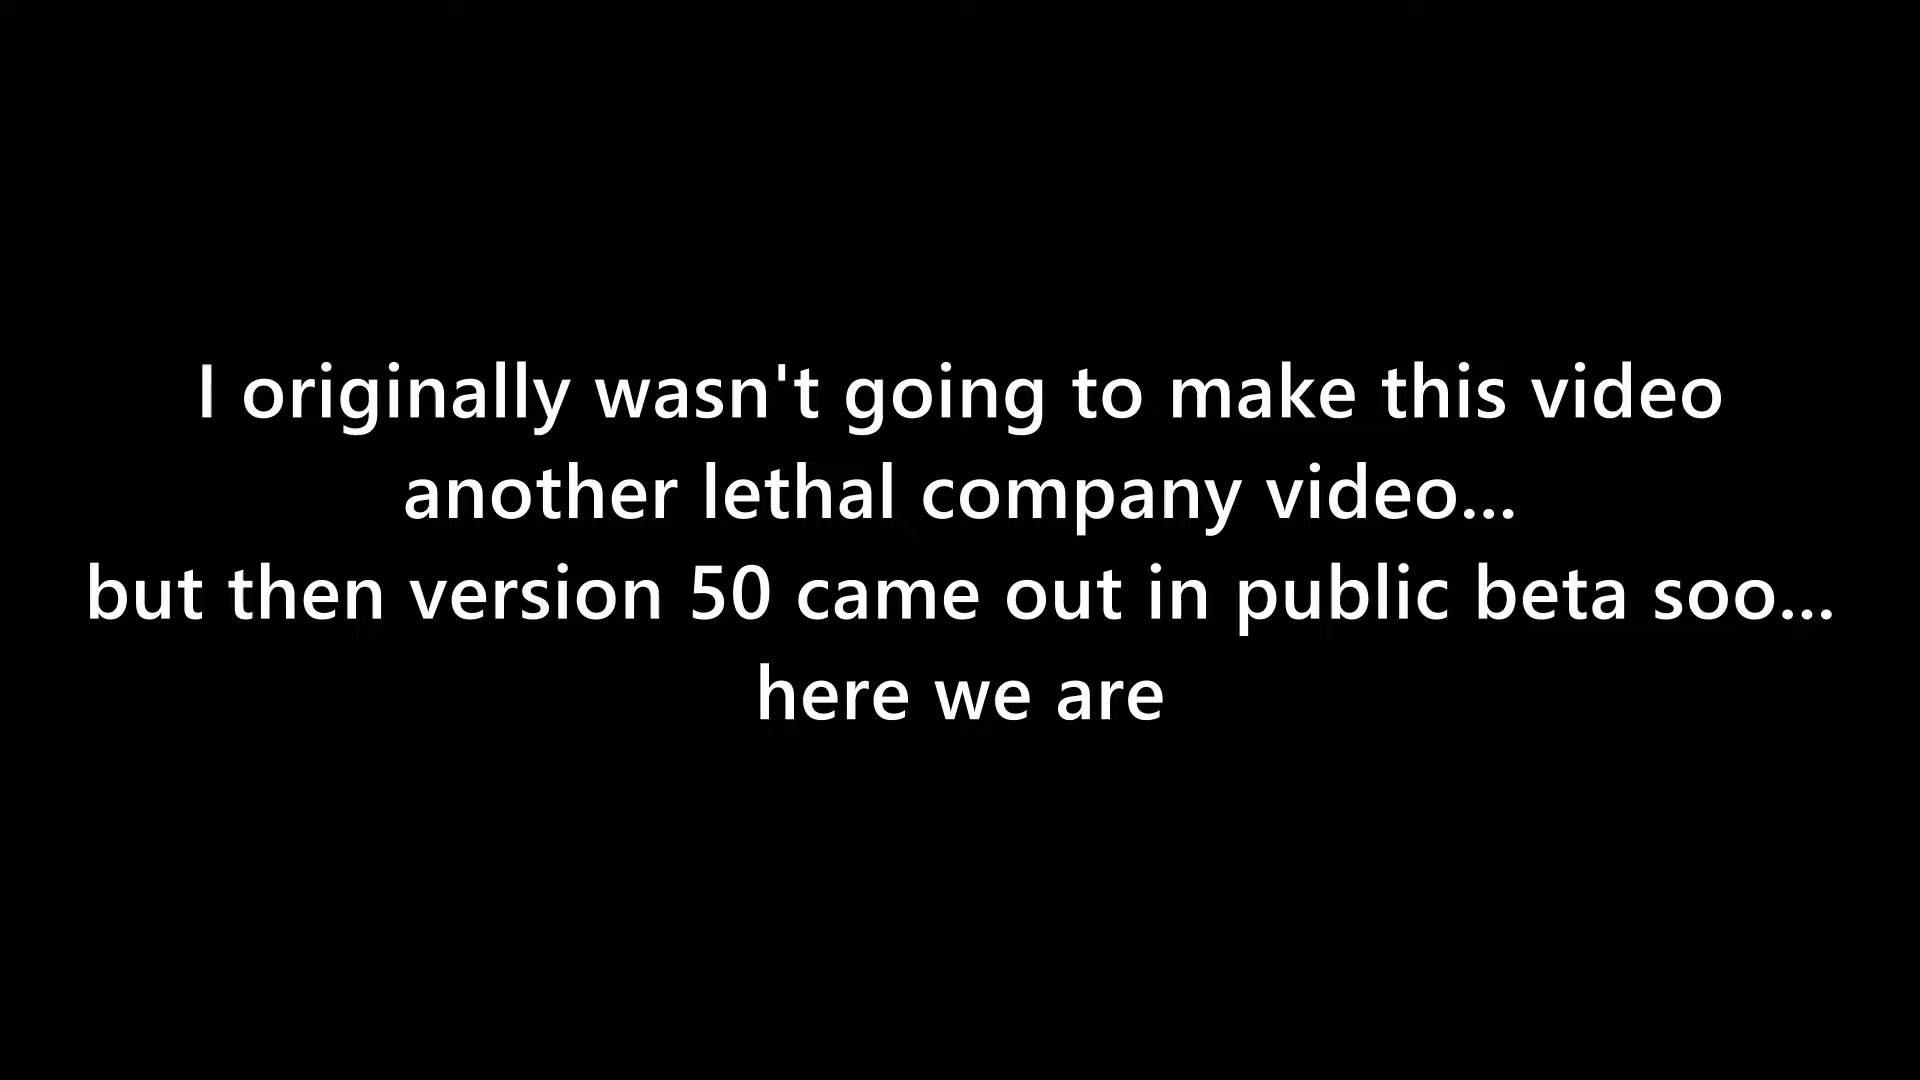 I originally wasn't going to make this video
another lethal company video...
but then version 50 came out in public beta soo...
here we are